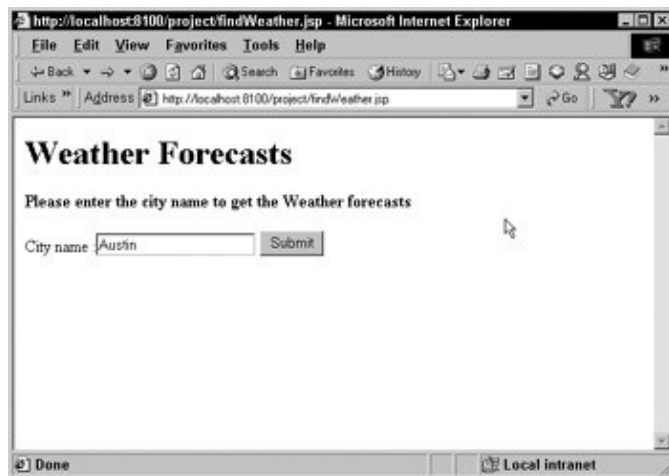 http://localhost:8100/project/findWeather.jsp - Microsoft Internet Explorer
File Edit View Favorites Tools Help
Back Search Favorites History
Links » Address http://localhost:8100/project/findWeather.jsp Go »
Weather Forecasts
Please enter the city name to get the Weather forecasts
City name :Austin Submit
Done Local intranet